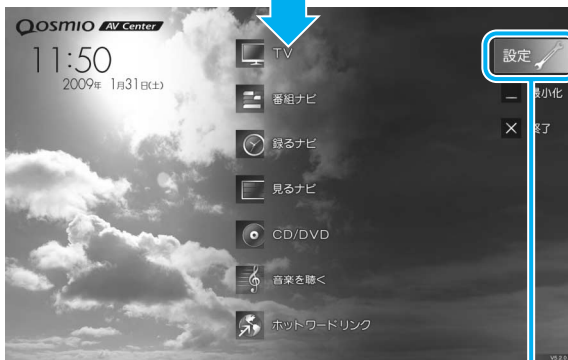 Qosmio AV Center
11:50
2009年 1月31日(土)
TV
番組ナビ
録るナビ
見るナビ
CD/DVD
音楽を聴く
ホットワードリンク
設定
最小化
終了